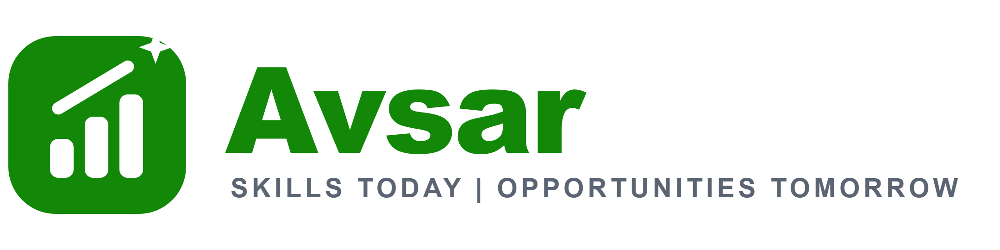 Avsar
SKILLS TODAY | OPPORTUNITIES TOMORROW